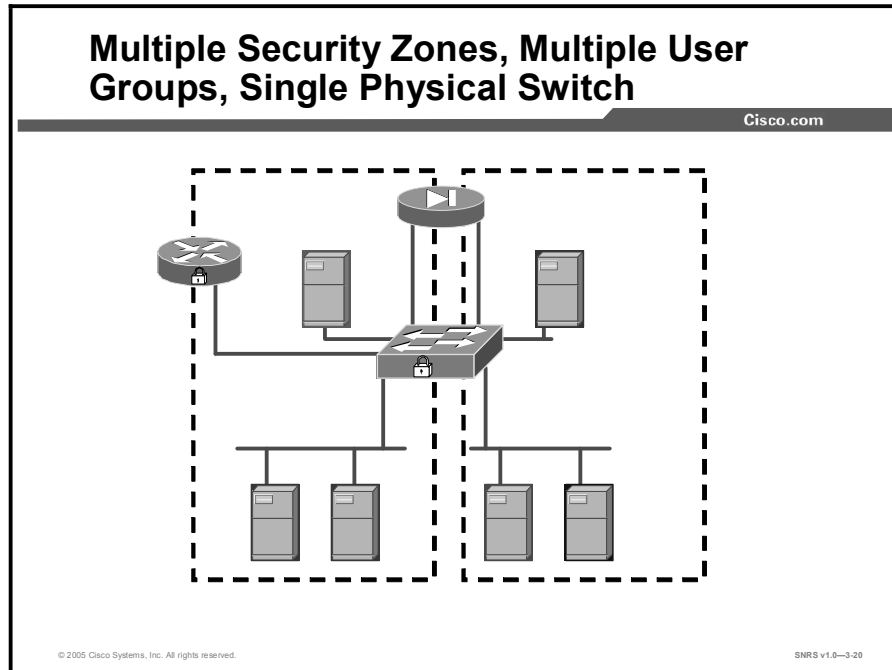 Multiple Security Zones, Multiple User
Groups, Single Physical Switch
Cisco.com
© 2005 Cisco Systems, Inc. All rights reserved.
SNRS v1.0—3-20